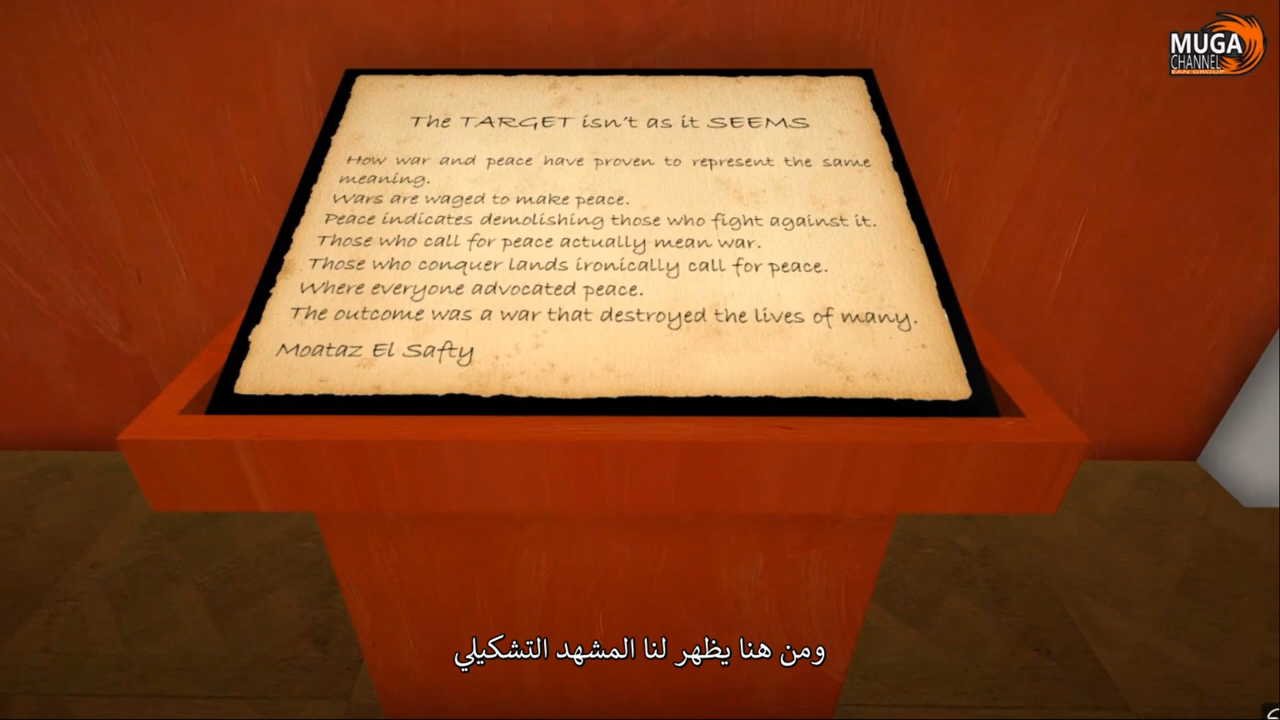 MUGA
CHANNEL
EAN GROUP
The TARGET isn't as it SEEMS
How war and peace have proven to represent the same
meaning.
Wars are waged to make peace.
Peace indicates demolishing those who fight against it.
Those who call for peace actually mean war.
Those who conquer lands ironically call for peace.
Where everyone advocated peace.
The outcome was a war that destroyed the lives of many.
Moataz El Safty
ومن هنا يظهر لنا المشهد التشكيلي